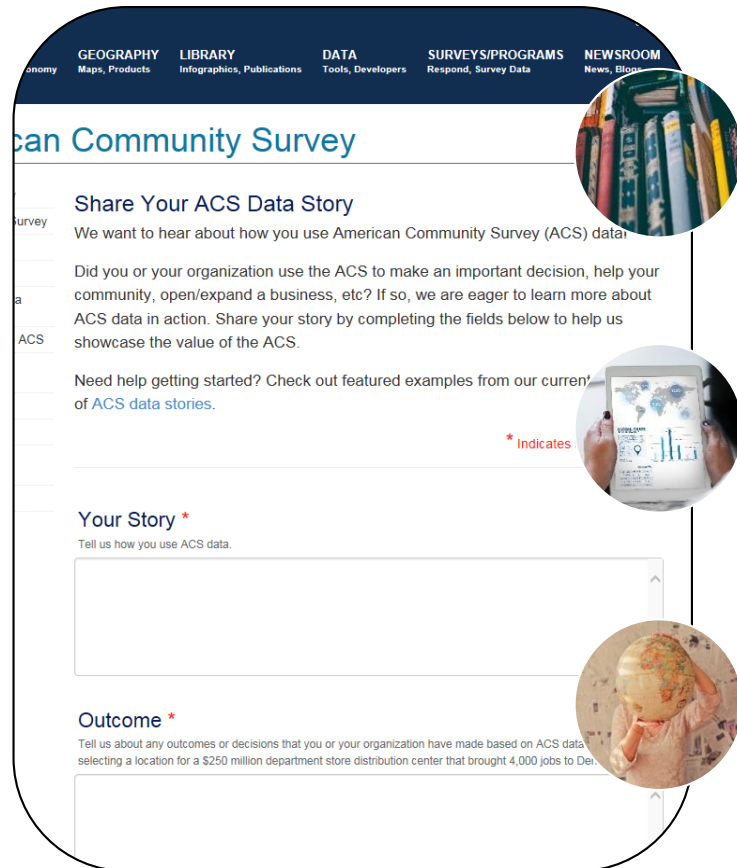 GEOGRAPHY LIBRARY DATA SURVEYS/PROGRAMS NEWSROOM
onomy Maps, Products Infographics, Publications Tools, Developers Respond, Survey Data News, Blogs
can Community Survey
Share Your ACS Data Story
Survey
We want to hear about how you use American Community Survey (ACS) data!
Did you or your organization use the ACS to make an important decision, help your
community, open/expand a business, etc? If so, we are eager to learn more about
a
ACS data in action. Share your story by completing the fields below to help us
ACS
showcase the value of the ACS.
Need help getting started? Check out featured examples from our current
of ACS data stories.
* Indicates
Your Story *
Tell us how you use ACS data.
Outcome *
Tell us about any outcomes or decisions that you or your organization have made based on ACS data
selecting a location for a $250 million department store distribution center that brought 4,000 jobs to